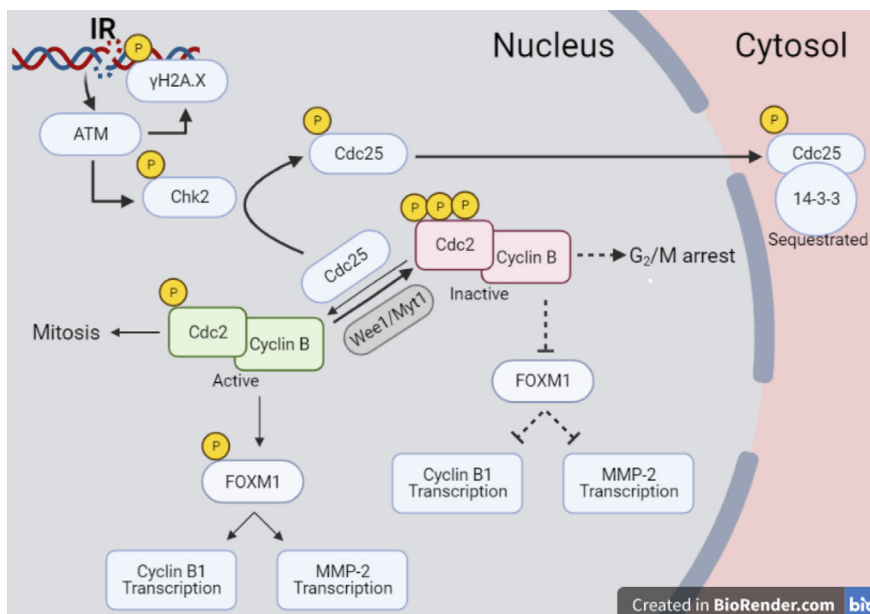 IR
Nucleus
Cytosol
P
γH2A.X
ATM
P
Chk2
P
Cdc25
P
Cdc25
14-3-3
Sequestrated
P P P
Cdc2
Cyclin B
Inactive
G₂/M arrest
Cdc25
Wee1/Myt1
P
Cdc2
Cyclin B
Active
Mitosis
FOXM1
Cyclin B1
Transcription
MMP-2
Transcription
P
FOXM1
Cyclin B1
Transcription
MMP-2
Transcription
Created in BioRender.com bio